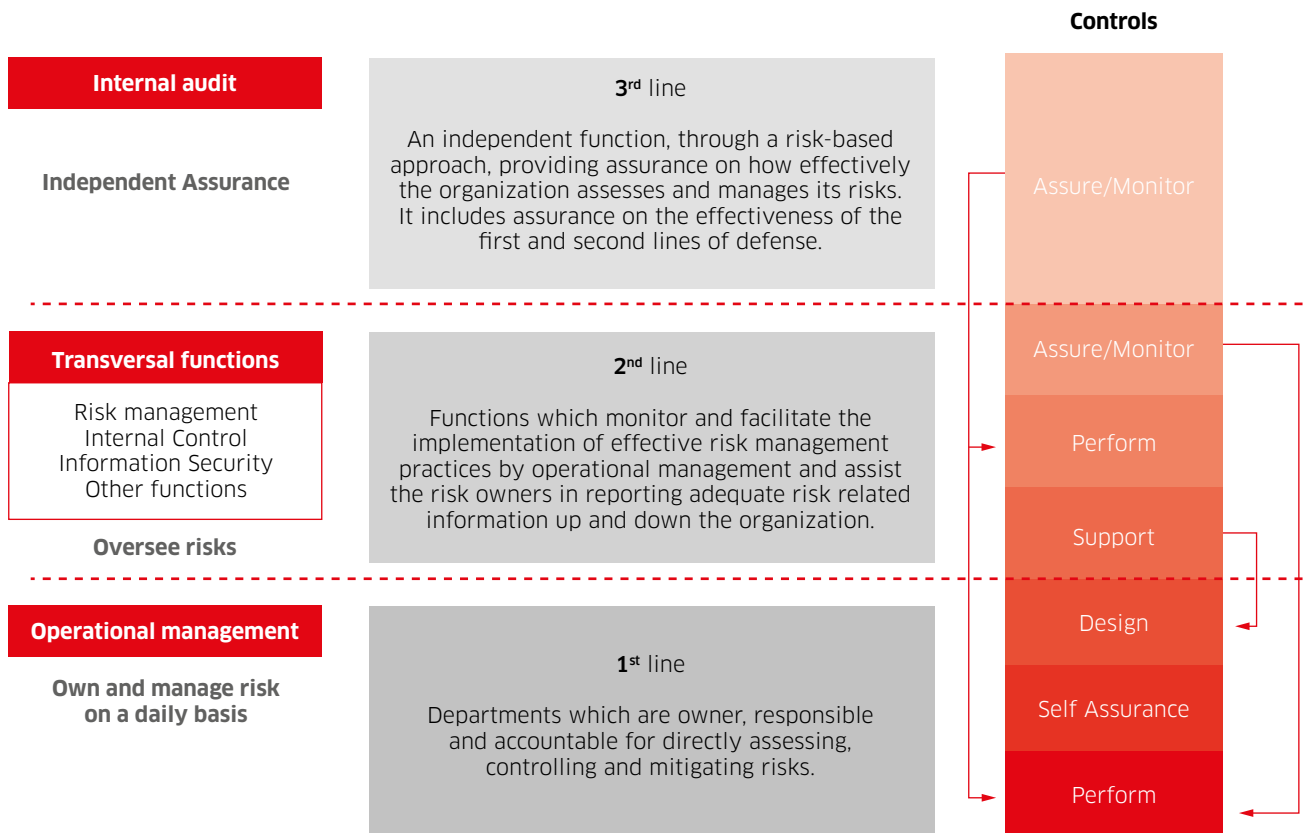 Controls
Internal audit
Independent Assurance
3rd line
An independent function, through a risk-based
approach, providing assurance on how effectively
the organization assesses and manages its risks.
It includes assurance on the effectiveness of the
first and second lines of defense.
Assure/Monitor
Transversal functions
Risk management
Internal Control
Information Security
Other functions
Oversee risks
2nd line
Functions which monitor and facilitate the
implementation of effective risk management
practices by operational management and assist
the risk owners in reporting adequate risk related
information up and down the organization.
Assure/Monitor
Perform
Support
Operational management
Own and manage risk
on a daily basis
1st line
Departments which are owner, responsible
and accountable for directly assessing,
controlling and mitigating risks.
Design
Self Assurance
Perform